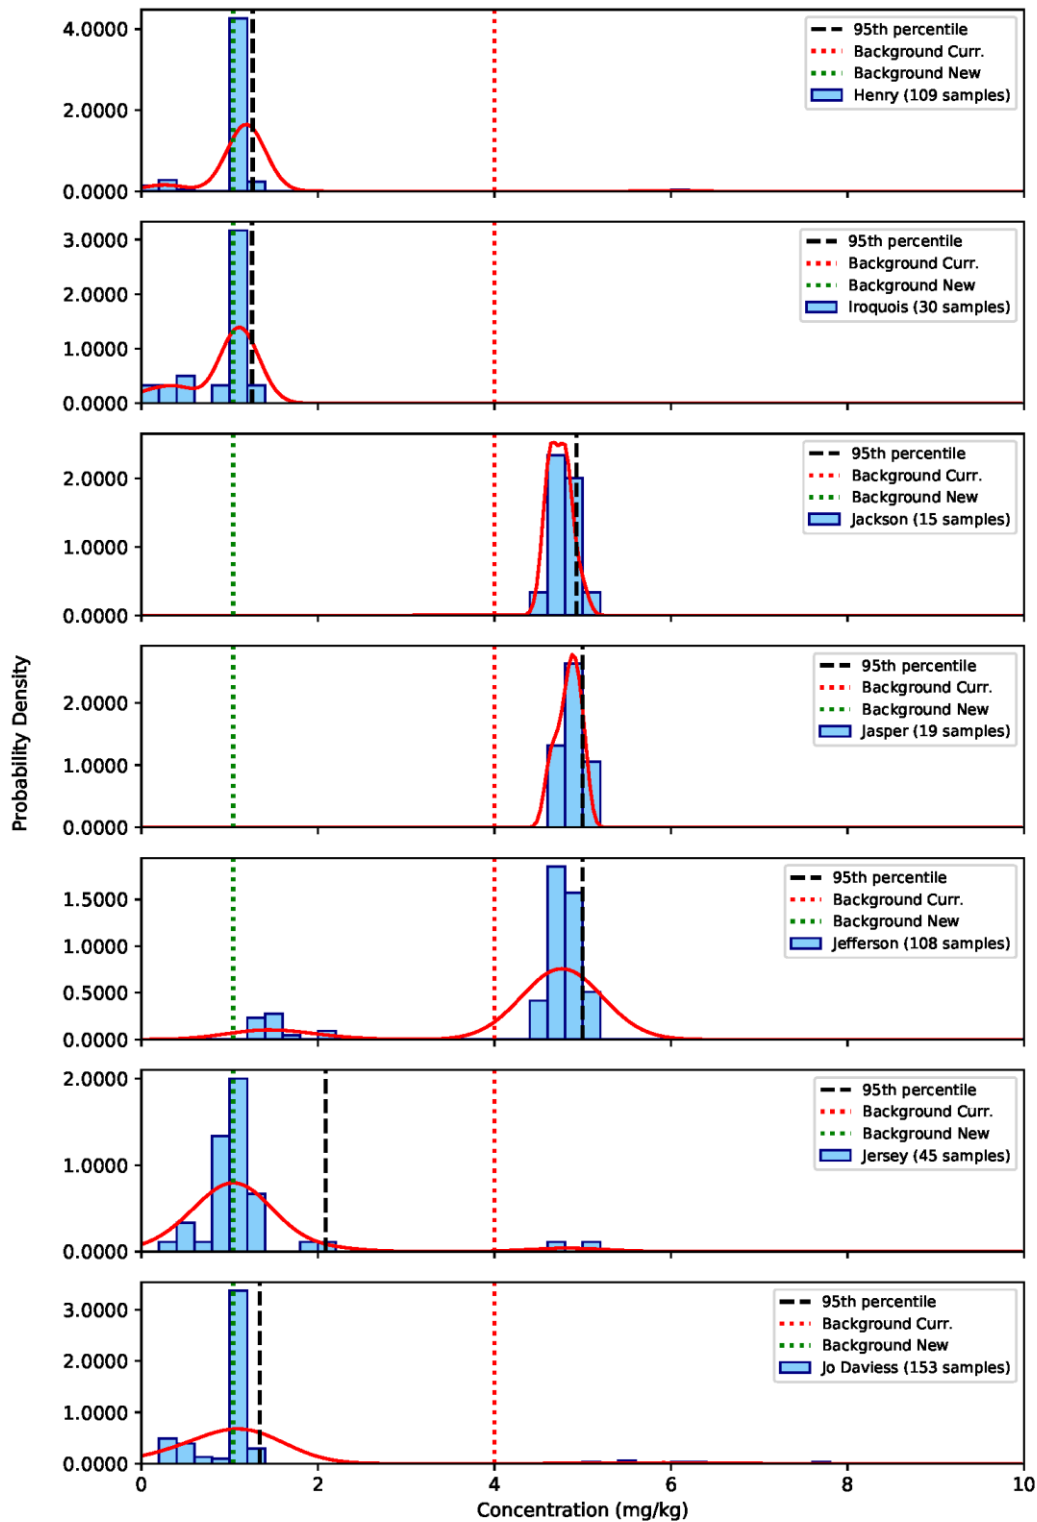 4.0000
2.0000
0.0000
95th percentile
Background Curr.
Background New
Henry (109 samples)
3.0000
2.0000
1.0000
0.0000
95th percentile
Background Curr.
Background New
Iroquois (30 samples)
2.0000
1.0000
0.0000
95th percentile
Background Curr.
Background New
Jackson (15 samples)
Probability Density
2.0000
1.0000
0.0000
95th percentile
Background Curr.
Background New
Jasper (19 samples)
1.5000
1.0000
0.5000
0.0000
95th percentile
Background Curr.
Background New
Jefferson (108 samples)
2.0000
1.0000
0.0000
95th percentile
Background Curr.
Background New
Jersey (45 samples)
3.0000
2.0000
1.0000
0.0000
95th percentile
Background Curr.
Background New
Jo Daviess (153 samples)
0 2 4 6 8 10
Concentration (mg/kg)